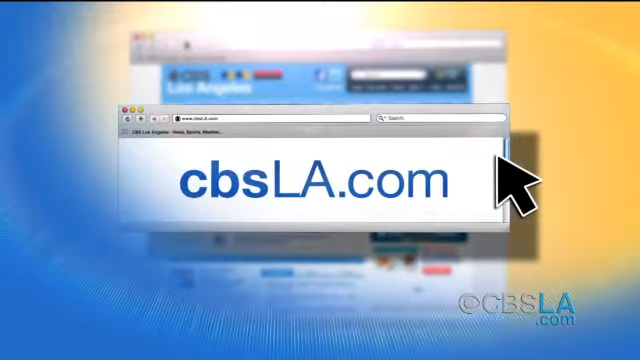 CBS
Los Angeles
www.cbsLA.com
Search
CBS Los Angeles - News, Sports, Weather...
cbsLA.com
©CBSLA
.com